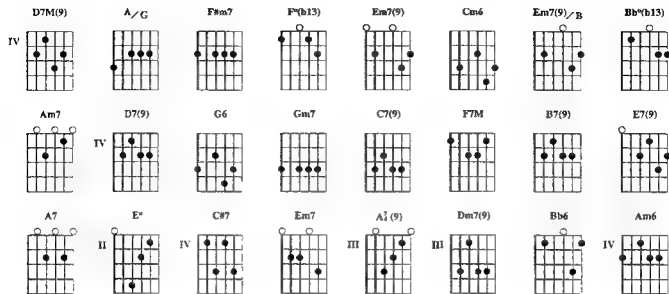 D7M(9) A/G F#m7 F°(b13) Em7(9) Cm6 Em7(9)/B Bb°(b13)
IV
Am7 D7(9) G6 Gm7 C7(9) F7M B7(9) E7(9)
IV
A7 E° C#7 Em7 A7/4(9) Dm7(9) Bb6 Am6
II IV III III IV